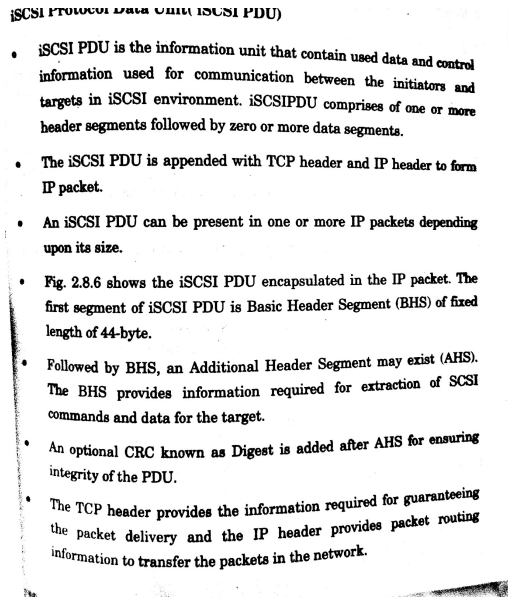 iSCSI Protocol Data Unit( iSCSI PDU)
• iSCSI PDU is the information unit that contain used data and control
information used for communication between the initiators and
targets in iSCSI environment. iSCSIPDU comprises of one or more
header segments followed by zero or more data segments.
• The iSCSI PDU is appended with TCP header and IP header to form
IP packet.
• An iSCSI PDU can be present in one or more IP packets depending
upon its size.
• Fig. 2.8.6 shows the iSCSI PDU encapsulated in the IP packet. The
first segment of iSCSI PDU is Basic Header Segment (BHS) of fixed
length of 44-byte.
• Followed by BHS, an Additional Header Segment may exist (AHS).
The BHS provides information required for extraction of SCSI
commands and data for the target.
• An optional CRC known as Digest is added after AHS for ensuring
integrity of the PDU.
• The TCP header provides the information required for guaranteeing
the packet delivery and the IP header provides packet routing
information to transfer the packets in the network.